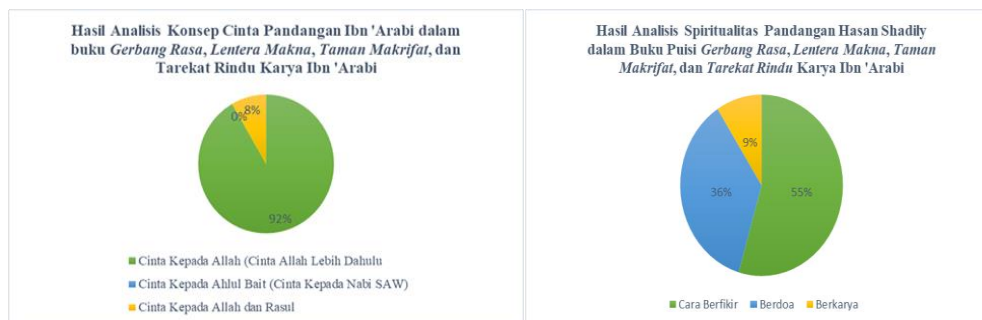 Hasil Analisis Konsep Cinta Pandangan Ibn 'Arabi dalam
buku Gerbang Rasa, Lentera Makna, Taman Makrifat, dan
Tarekat Rindu Karya Ibn 'Arabi
8%
0%
92%
Cinta Kepada Allah (Cinta Allah Lebih Dahulu
Cinta Kepada Ahlul Bait (Cinta Kepada Nabi SAW)
Cinta Kepada Allah dan Rasul
Hasil Analisis Spiritualitas Pandangan Hasan Shadily
dalam Buku Puisi Gerbang Rasa, Lentera Makna, Taman
Makrifat, dan Tarekat Rindu Karya Ibn 'Arabi
9%
36%
55%
Cara Berfikir Berdoa Berkarya